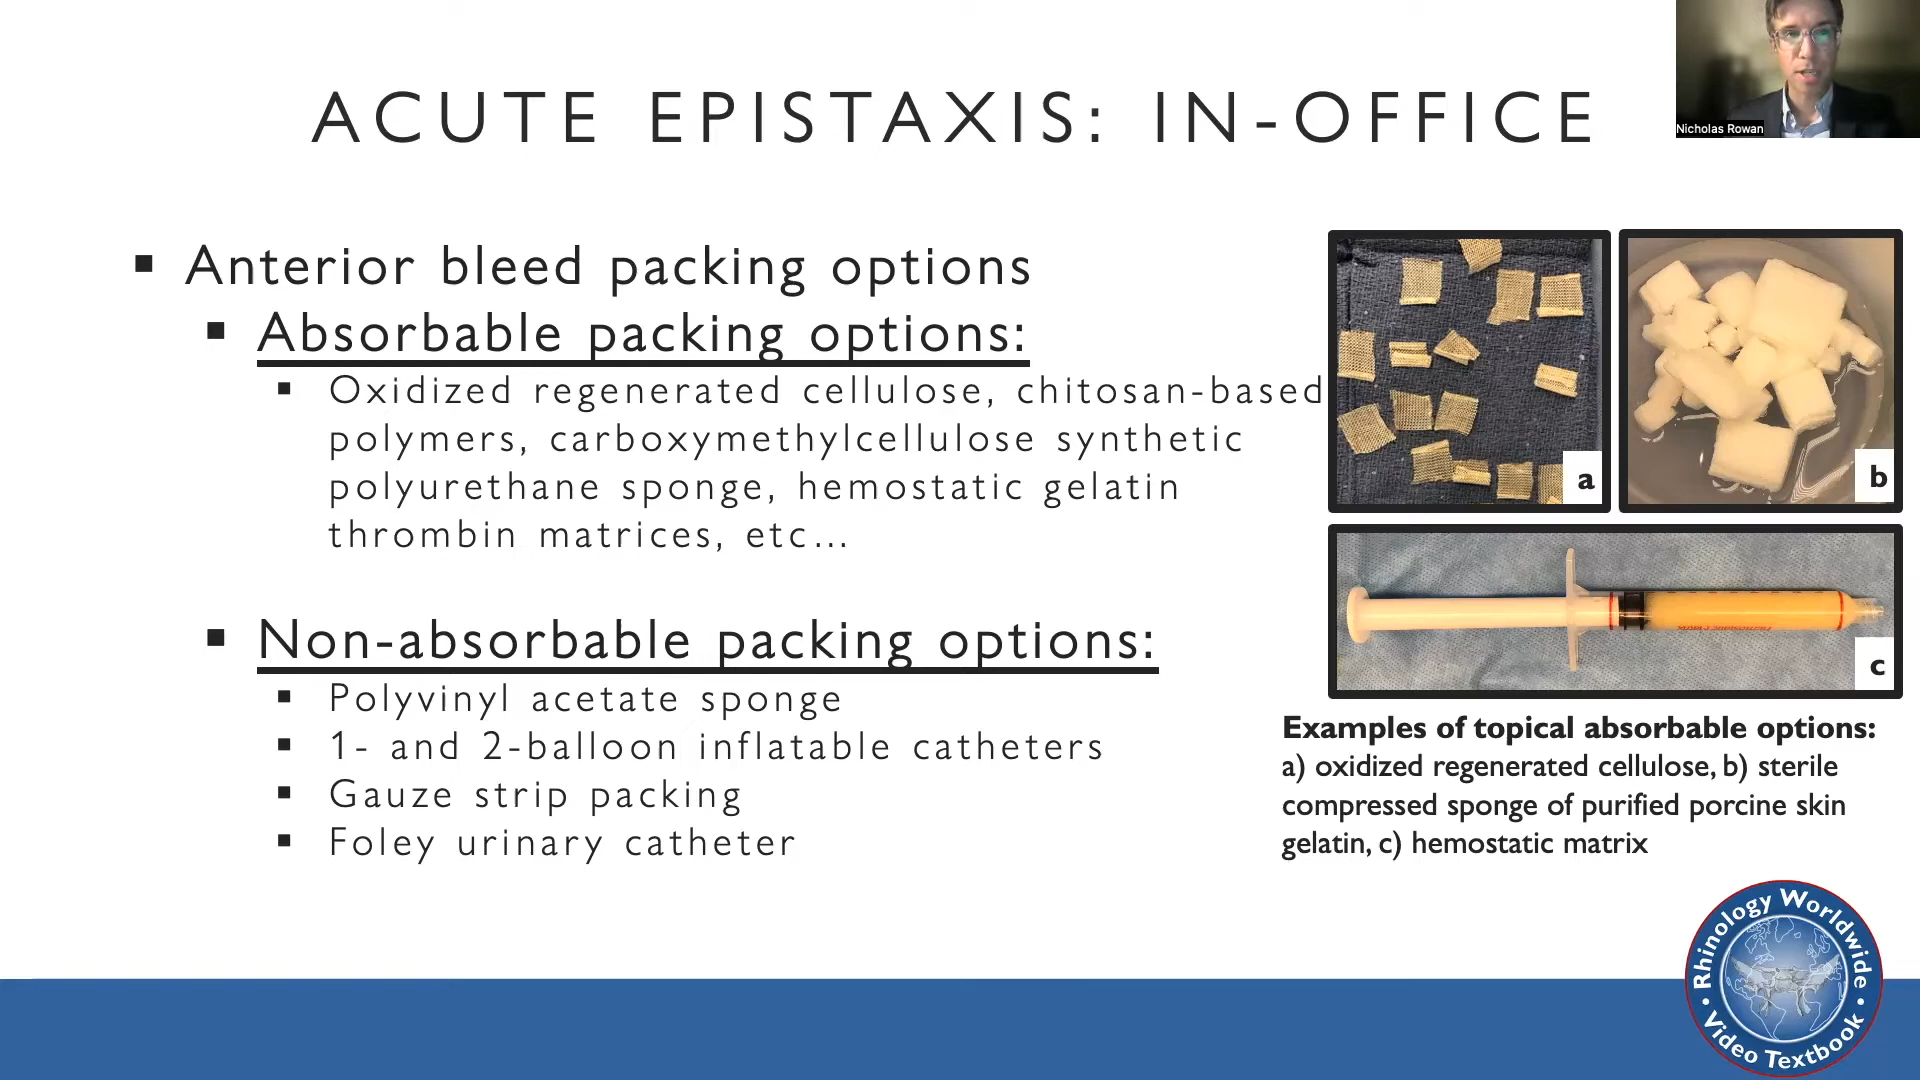 ACUTE EPISTAXIS: IN-OFFICE
Nicholas Rowan
▪ Anterior bleed packing options
▪ Absorbable packing options:
▪ Oxidized regenerated cellulose, chitosan-based
polymers, carboxymethylcellulose synthetic
polyurethane sponge, hemostatic gelatin
thrombin matrices, etc...
▪ Non-absorbable packing options:
▪ Polyvinyl acetate sponge
▪ 1- and 2-balloon inflatable catheters
▪ Gauze strip packing
▪ Foley urinary catheter
a
b
c
Examples of topical absorbable options:
a) oxidized regenerated cellulose, b) sterile
compressed sponge of purified porcine skin
gelatin, c) hemostatic matrix
Rhinology Worldwide
• Video Textbook •